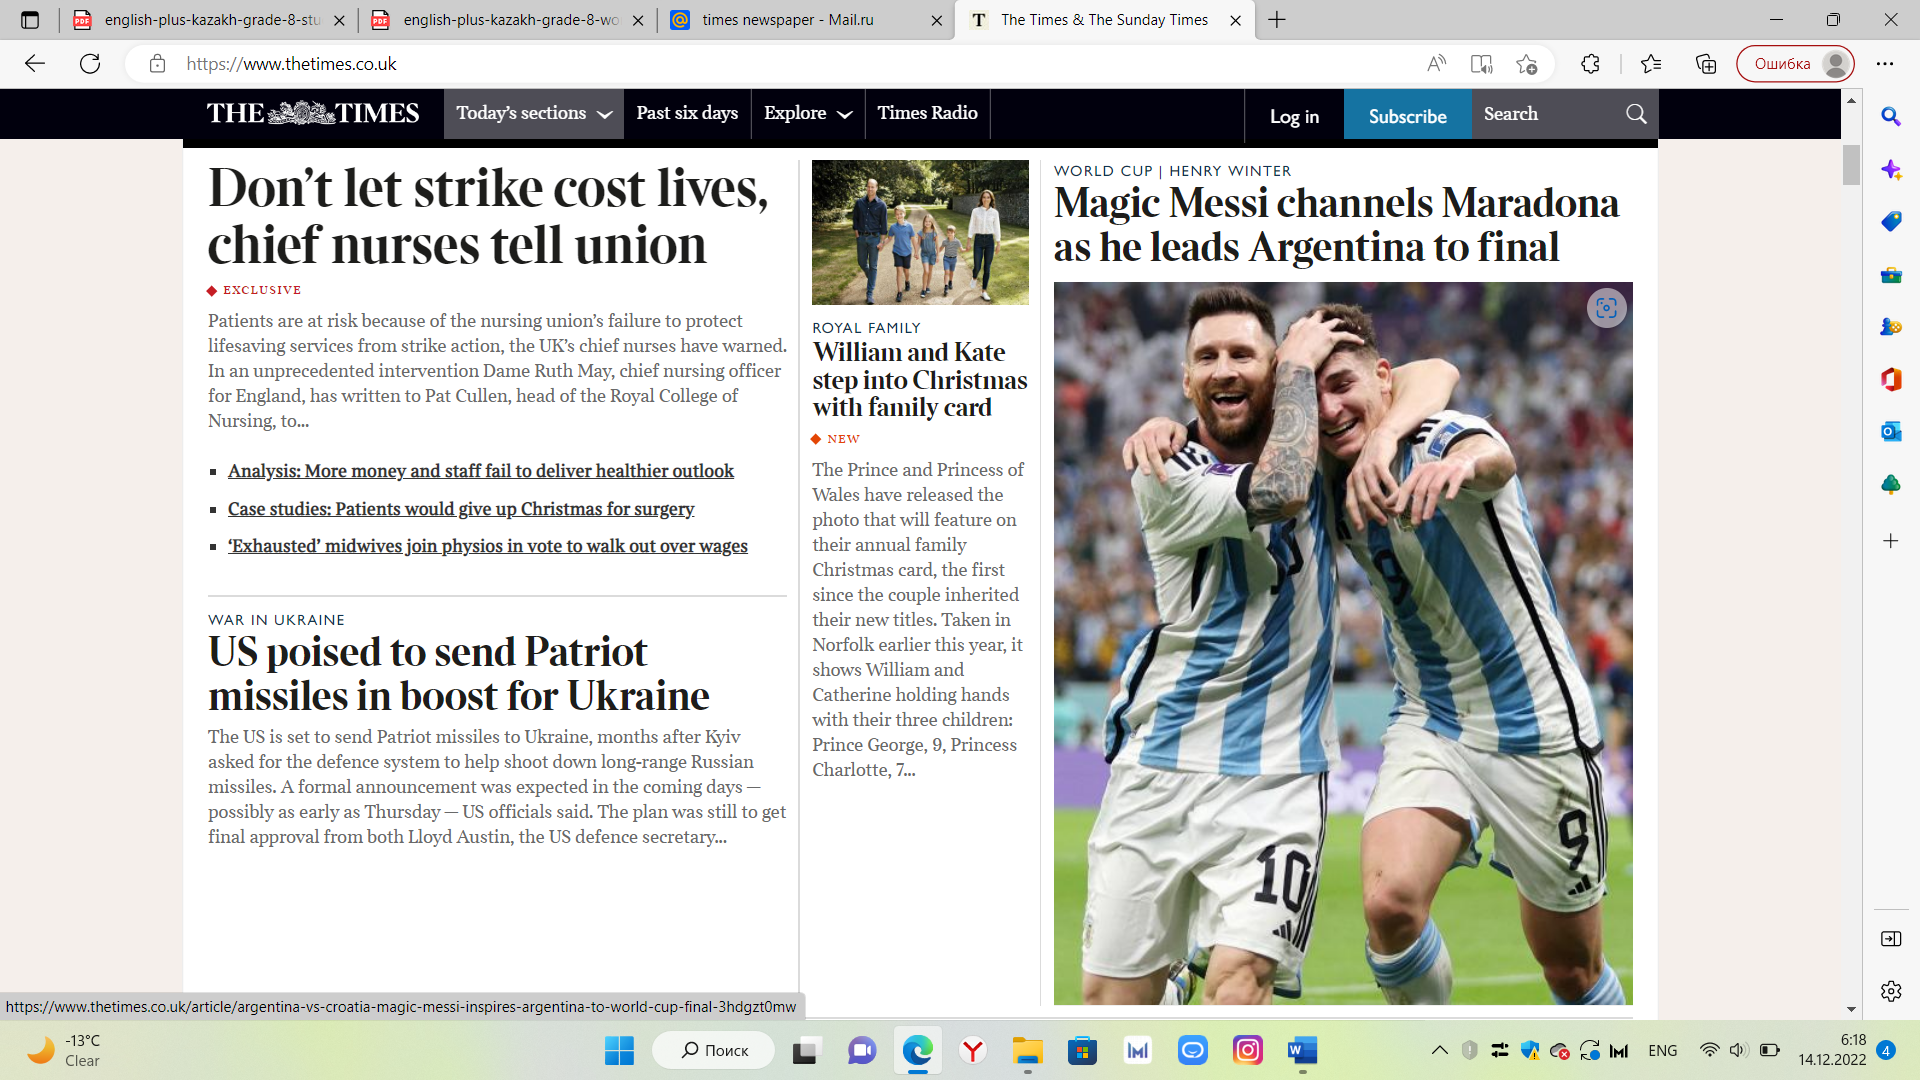 english-plus-kazakh-grade-8-stu
english-plus-kazakh-grade-8-wo
times newspaper - Mail.ru
The Times & The Sunday Times
https://www.thetimes.co.uk
Ошибка
THE TIMES
Today's sections
Past six days
Explore
Times Radio
Log in
Subscribe
Search
Don't let strike cost lives,
chief nurses tell union
EXCLUSIVE
Patients are at risk because of the nursing union's failure to protect
lifesaving services from strike action, the UK's chief nurses have warned.
In an unprecedented intervention Dame Ruth May, chief nursing officer
for England, has written to Pat Cullen, head of the Royal College of
Nursing, to...
Analysis: More money and staff fail to deliver healthier outlook
Case studies: Patients would give up Christmas for surgery
'Exhausted' midwives join physios in vote to walk out over wages
WAR IN UKRAINE
US poised to send Patriot
missiles in boost for Ukraine
The US is set to send Patriot missiles to Ukraine, months after Kyiv
asked for the defence system to help shoot down long-range Russian
missiles. A formal announcement was expected in the coming days —
possibly as early as Thursday — US officials said. The plan was still to get
final approval from both Lloyd Austin, the US defence secretary...
ROYAL FAMILY
William and Kate
step into Christmas
with family card
NEW
The Prince and Princess of
Wales have released the
photo that will feature on
their annual family
Christmas card, the first
since the couple inherited
their new titles. Taken in
Norfolk earlier this year, it
shows William and
Catherine holding hands
with their three children:
Prince George, 9, Princess
Charlotte, 7...
WORLD CUP | HENRY WINTER
Magic Messi channels Maradona
as he leads Argentina to final
9
10
9
https://www.thetimes.co.uk/article/argentina-vs-croatia-magic-messi-inspires-argentina-to-world-cup-final-3hdgzt0mw
-13°C
Clear
Поиск
ENG
6:18
14.12.2022
4